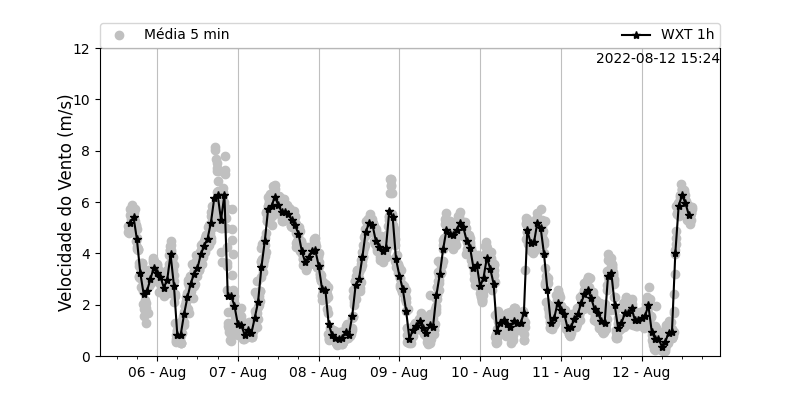 Média 5 min
WXT 1h
2022-08-12 15:24
Velocidade do Vento (m/s)
12
10
8
6
4
2
0
06 - Aug
07 - Aug
08 - Aug
09 - Aug
10 - Aug
11 - Aug
12 - Aug